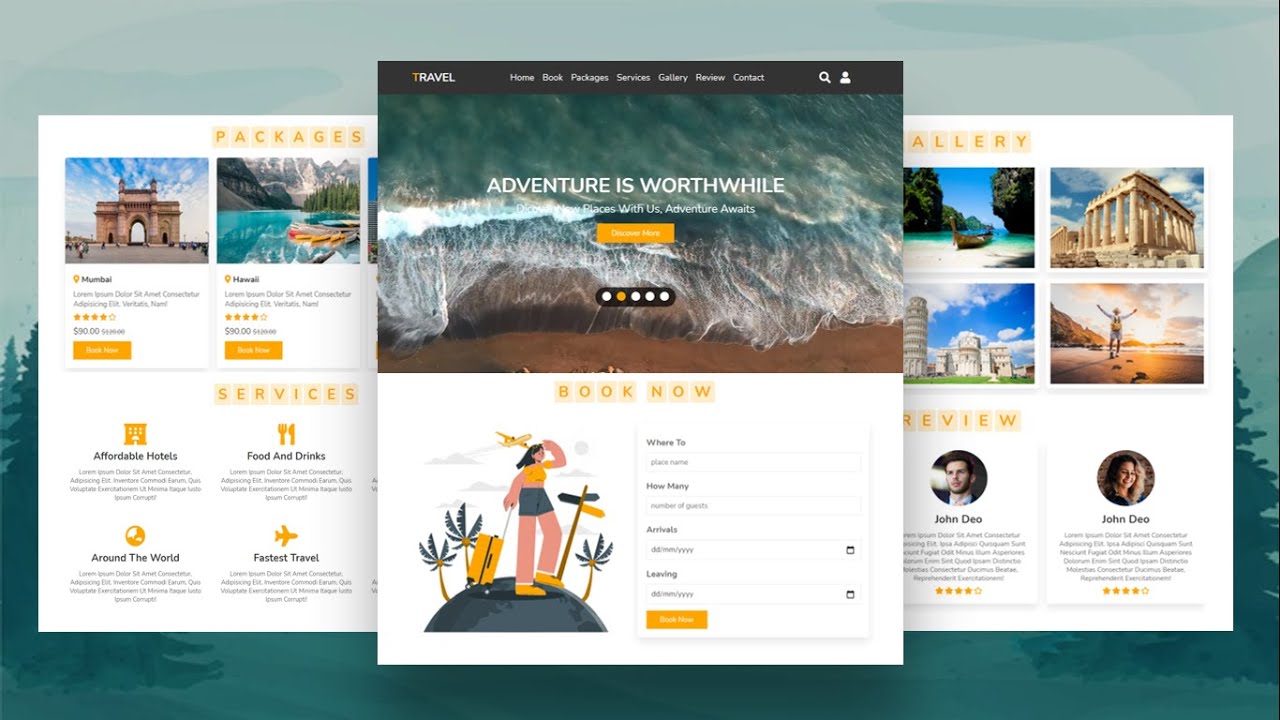 TRAVEL
Home Book Packages Services Gallery Review Contact
ADVENTURE IS WORTHWHILE
Discover New Places With Us, Adventure Awaits
Discover More
BOOK NOW
Where To
place name
How Many
number of guests
Arrivals
dd/mm/yyyy
Leaving
dd/mm/yyyy
Book Now
PACKAGES
Mumbai
Lorem Ipsum Dolor Sit Amet Consectetur
Adipisicing Elit. Veritatis, Nam!
$90.00 $120.00
Book Now
Hawaii
Lorem Ipsum Dolor Sit Amet Consectetur
Adipisicing Elit. Veritatis, Nam!
$90.00 $120.00
Book Now
SERVICES
Affordable Hotels
Lorem Ipsum Dolor Sit Amet Consectetur,
Adipisicing Elit. Inventore Commodi Earum, Quis
Voluptate Exercitationem Ut Minima Itaque Iusto
Ipsum Corrupti!
Food And Drinks
Lorem Ipsum Dolor Sit Amet Consectetur,
Adipisicing Elit. Inventore Commodi Earum, Quis
Voluptate Exercitationem Ut Minima Itaque Iusto
Ipsum Corrupti!
Around The World
Lorem Ipsum Dolor Sit Amet Consectetur,
Adipisicing Elit. Inventore Commodi Earum, Quis
Voluptate Exercitationem Ut Minima Itaque Iusto
Ipsum Corrupti!
Fastest Travel
Lorem Ipsum Dolor Sit Amet Consectetur,
Adipisicing Elit. Inventore Commodi Earum, Quis
Voluptate Exercitationem Ut Minima Itaque Iusto
Ipsum Corrupti!
ALLERY
REVIEW
John Deo
Lorem Ipsum Dolor Sit Amet Consectetur
Adipisicing Elit. Ipsa Adipisci Quisquam Sunt
Nesciunt Fugiat Odit Minus Illum Asperiores
Dolorum Enim Sint Quod Ipsam Distinctio
Molestias Consectetur Ducimus Beatae,
Reprehenderit Exercitationem!
John Deo
Lorem Ipsum Dolor Sit Amet Consectetur
Adipisicing Elit. Ipsa Adipisci Quisquam Sunt
Nesciunt Fugiat Odit Minus Illum Asperiores
Dolorum Enim Sint Quod Ipsam Distinctio
Molestias Consectetur Ducimus Beatae,
Reprehenderit Exercitationem!